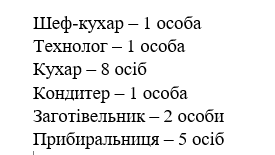 Шеф-кухар – 1 особа
Технолог – 1 особа
Кухар – 8 осіб
Кондитер – 1 особа
Заготівельник – 2 особи
Прибиральниця – 5 осіб